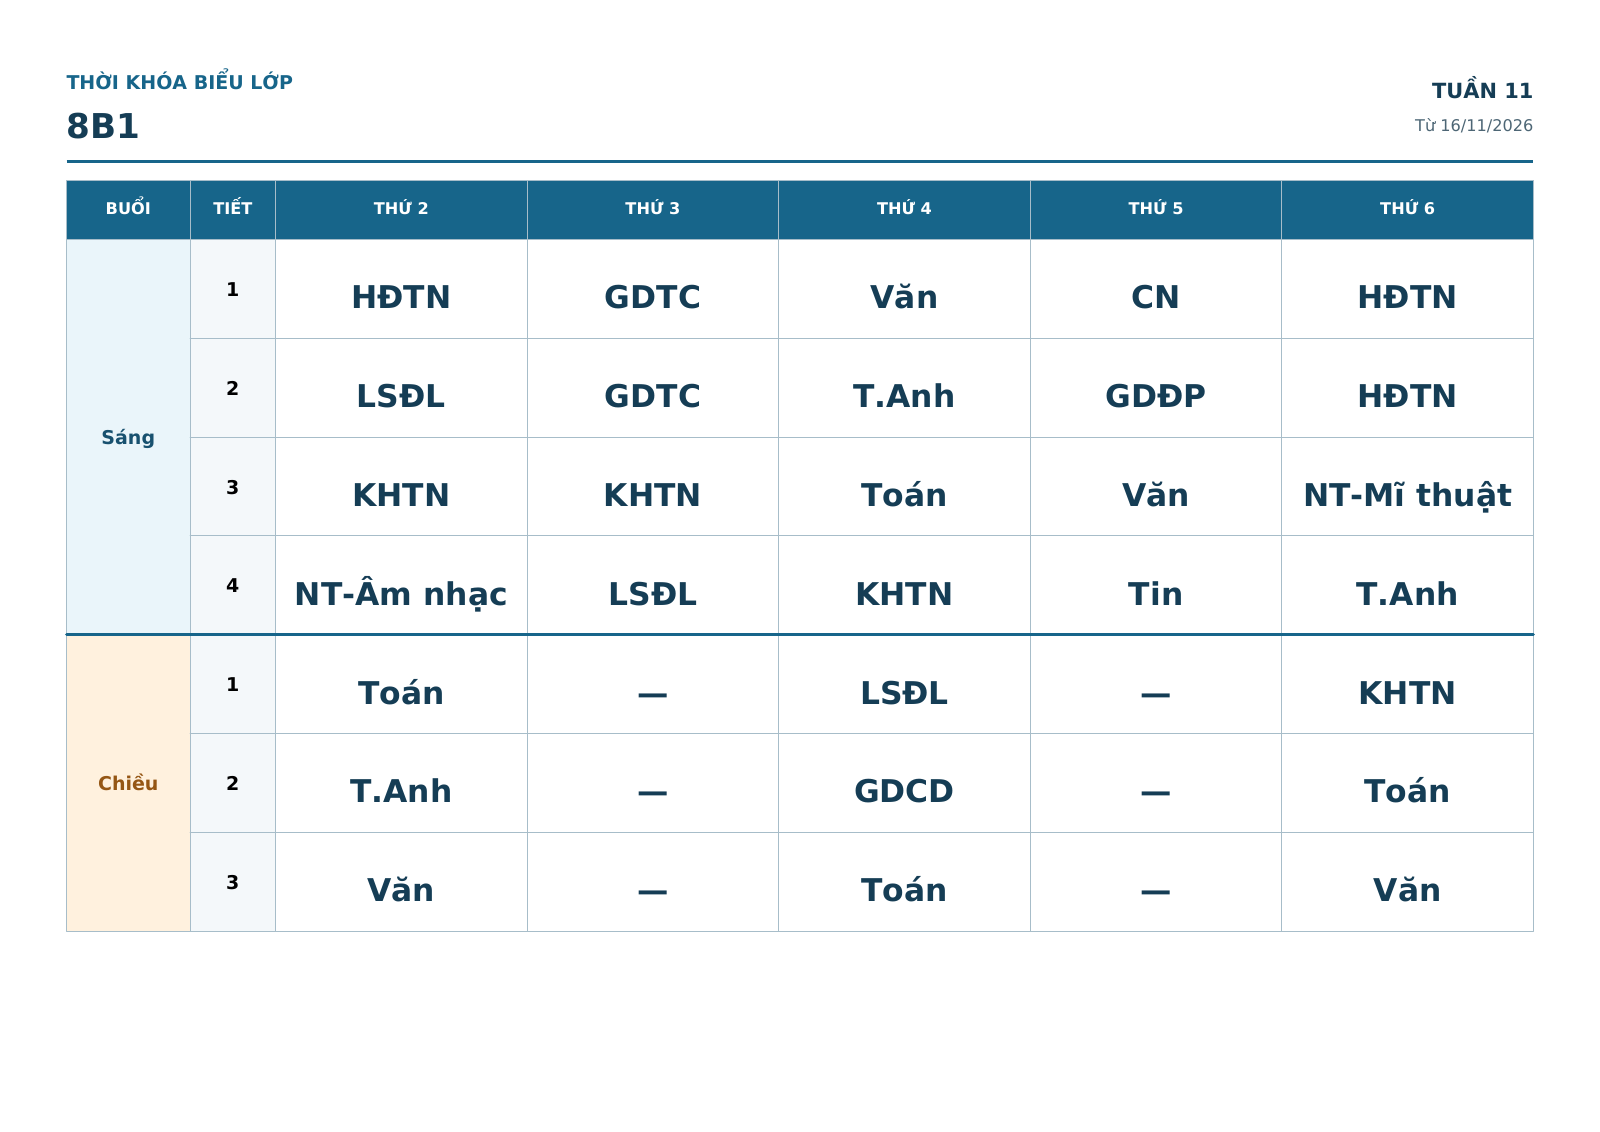 THỜI KHÓA BIỂU LỚP
8B1
TUẦN 11
Từ 16/11/2026
BUỔI TIẾT THỨ 2 THỨ 3 THỨ 4 THỨ 5 THỨ 6
Sáng
1 HĐTN GDTC Văn CN HĐTN
2 LSĐL GDTC T.Anh GDĐP HĐTN
3 KHTN KHTN Toán Văn NT-Mĩ thuật
4 NT-Âm nhạc LSĐL KHTN Tin T.Anh
Chiều
1 Toán — LSĐL — KHTN
2 T.Anh — GDCD — Toán
3 Văn — Toán — Văn